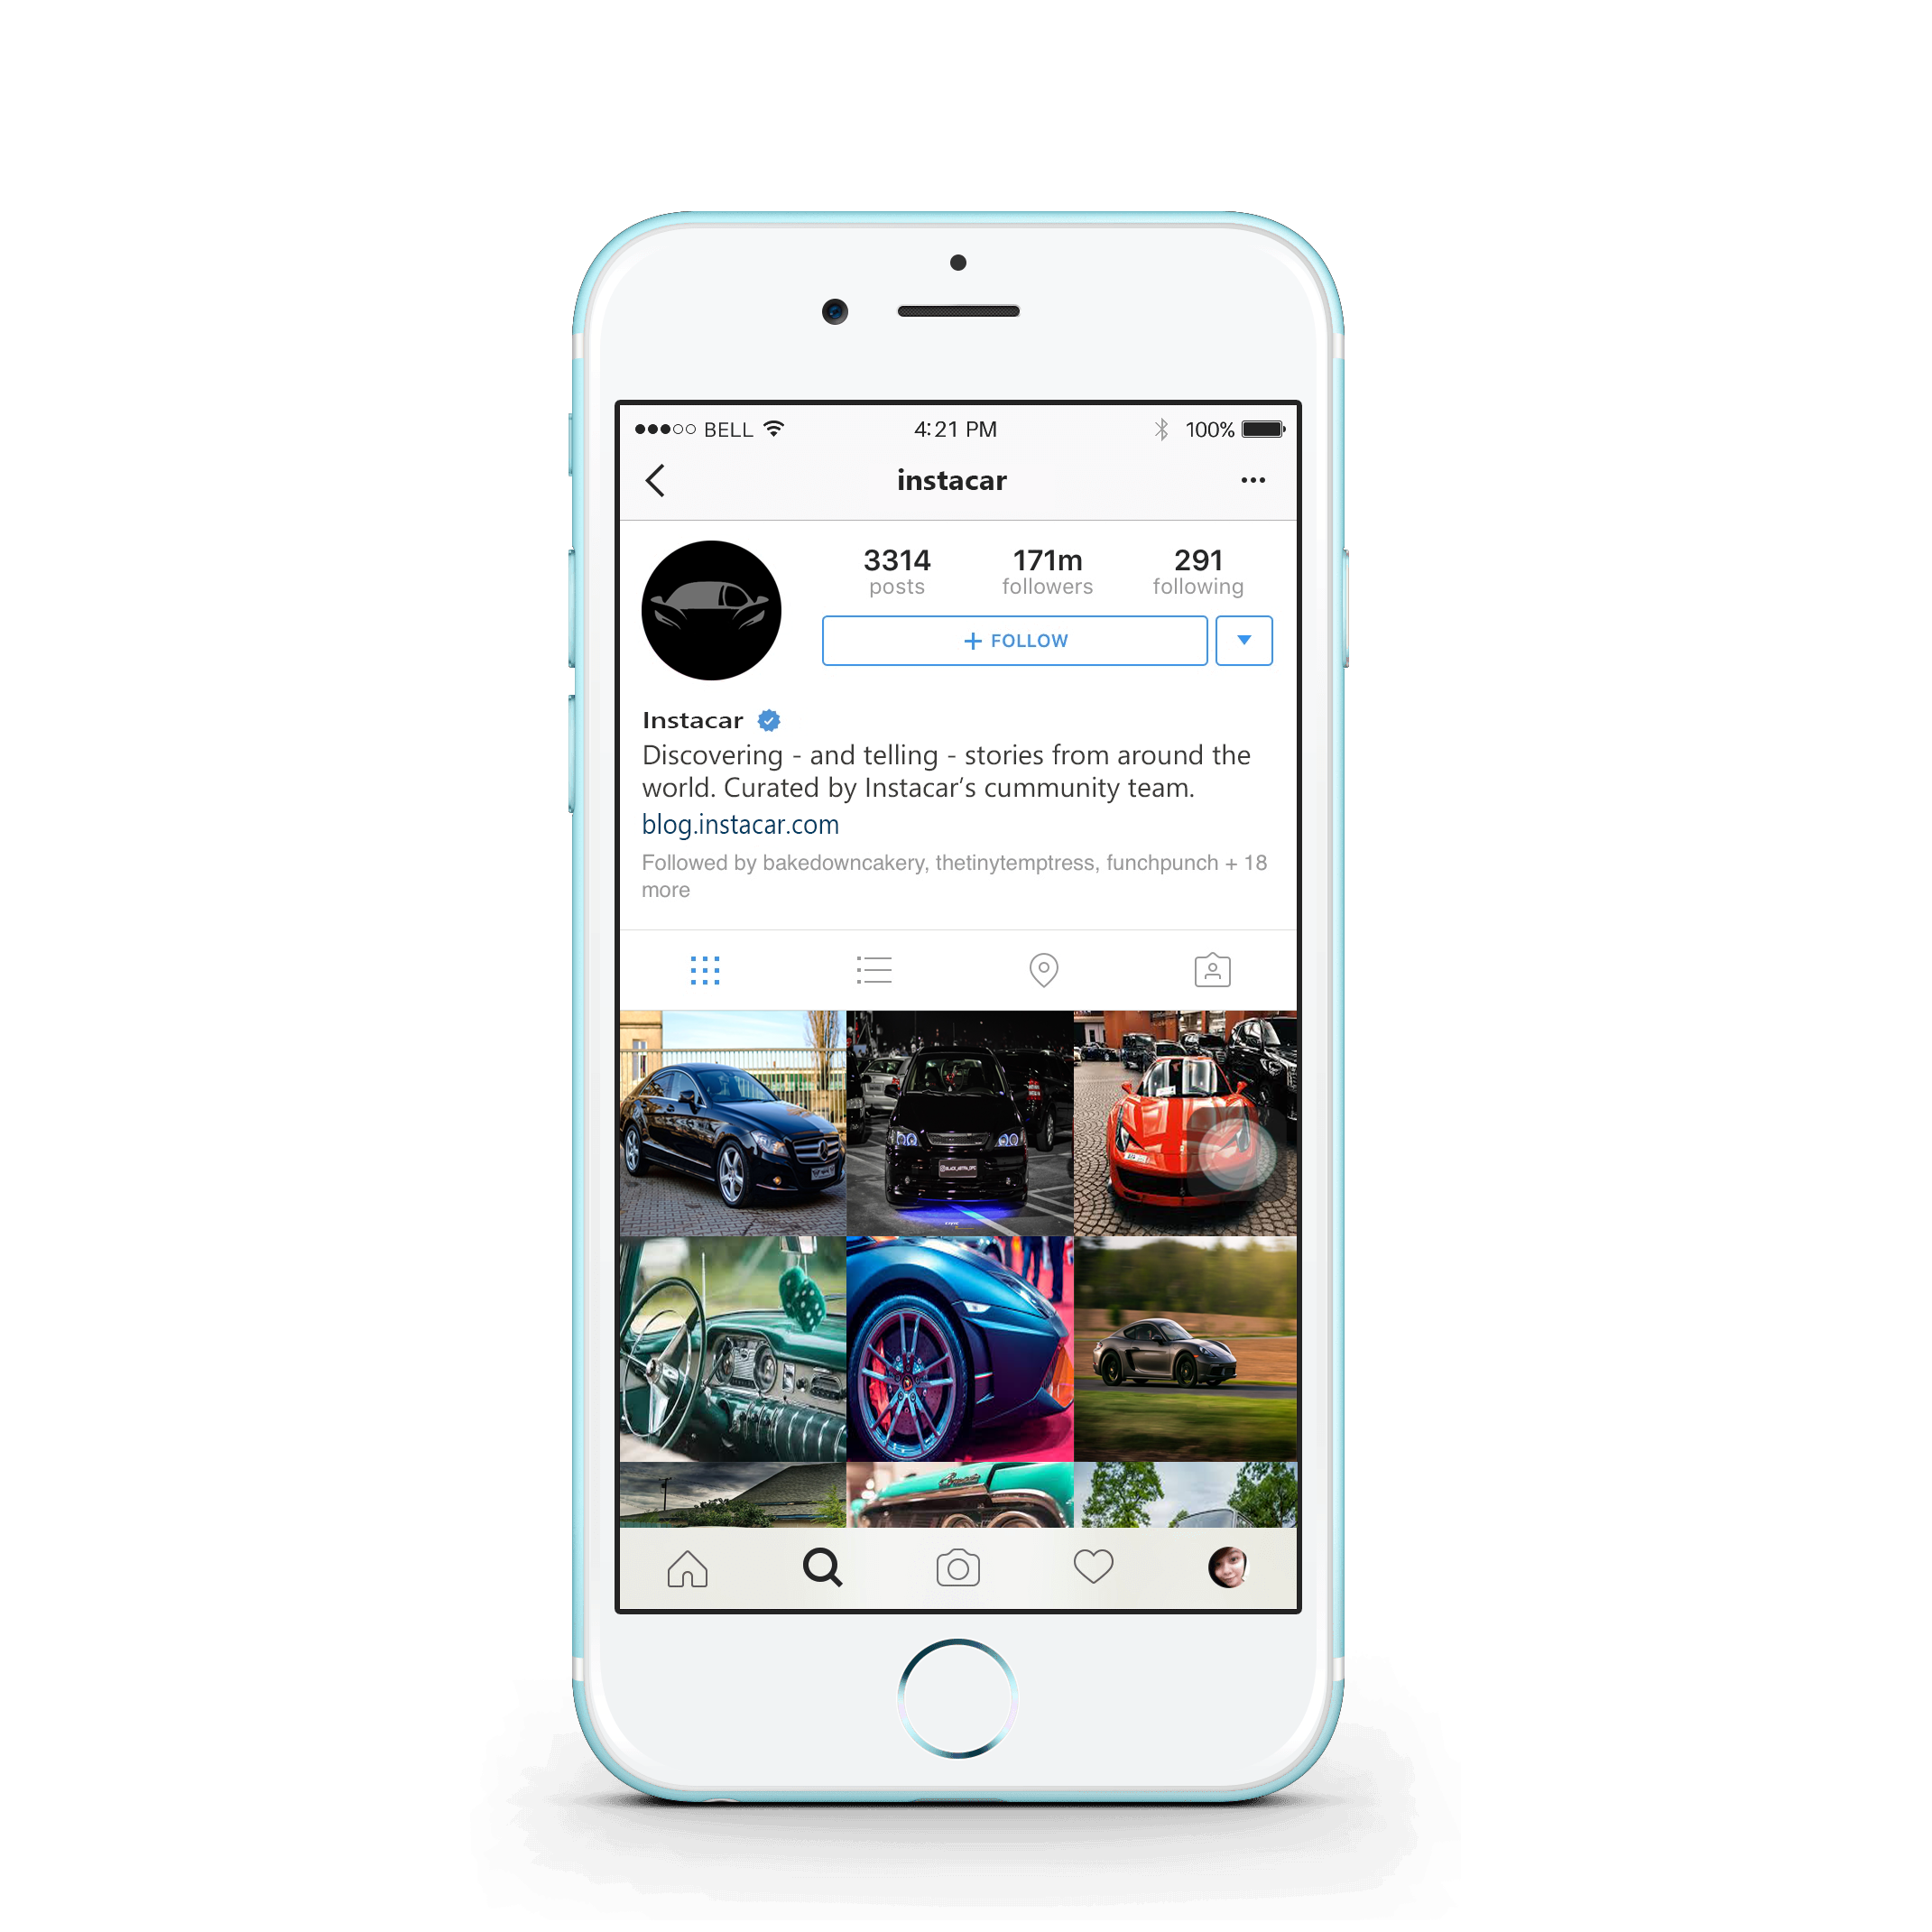 BELL 4:21 PM 100%
instacar
3314 171m 291
posts followers following
+ FOLLOW
Instacar
Discovering - and telling - stories from around the
world. Curated by Instacar’s cummunity team.
blog.instacar.com
Followed by bakedowncakery, thetinytemptress, funchpunch + 18
more